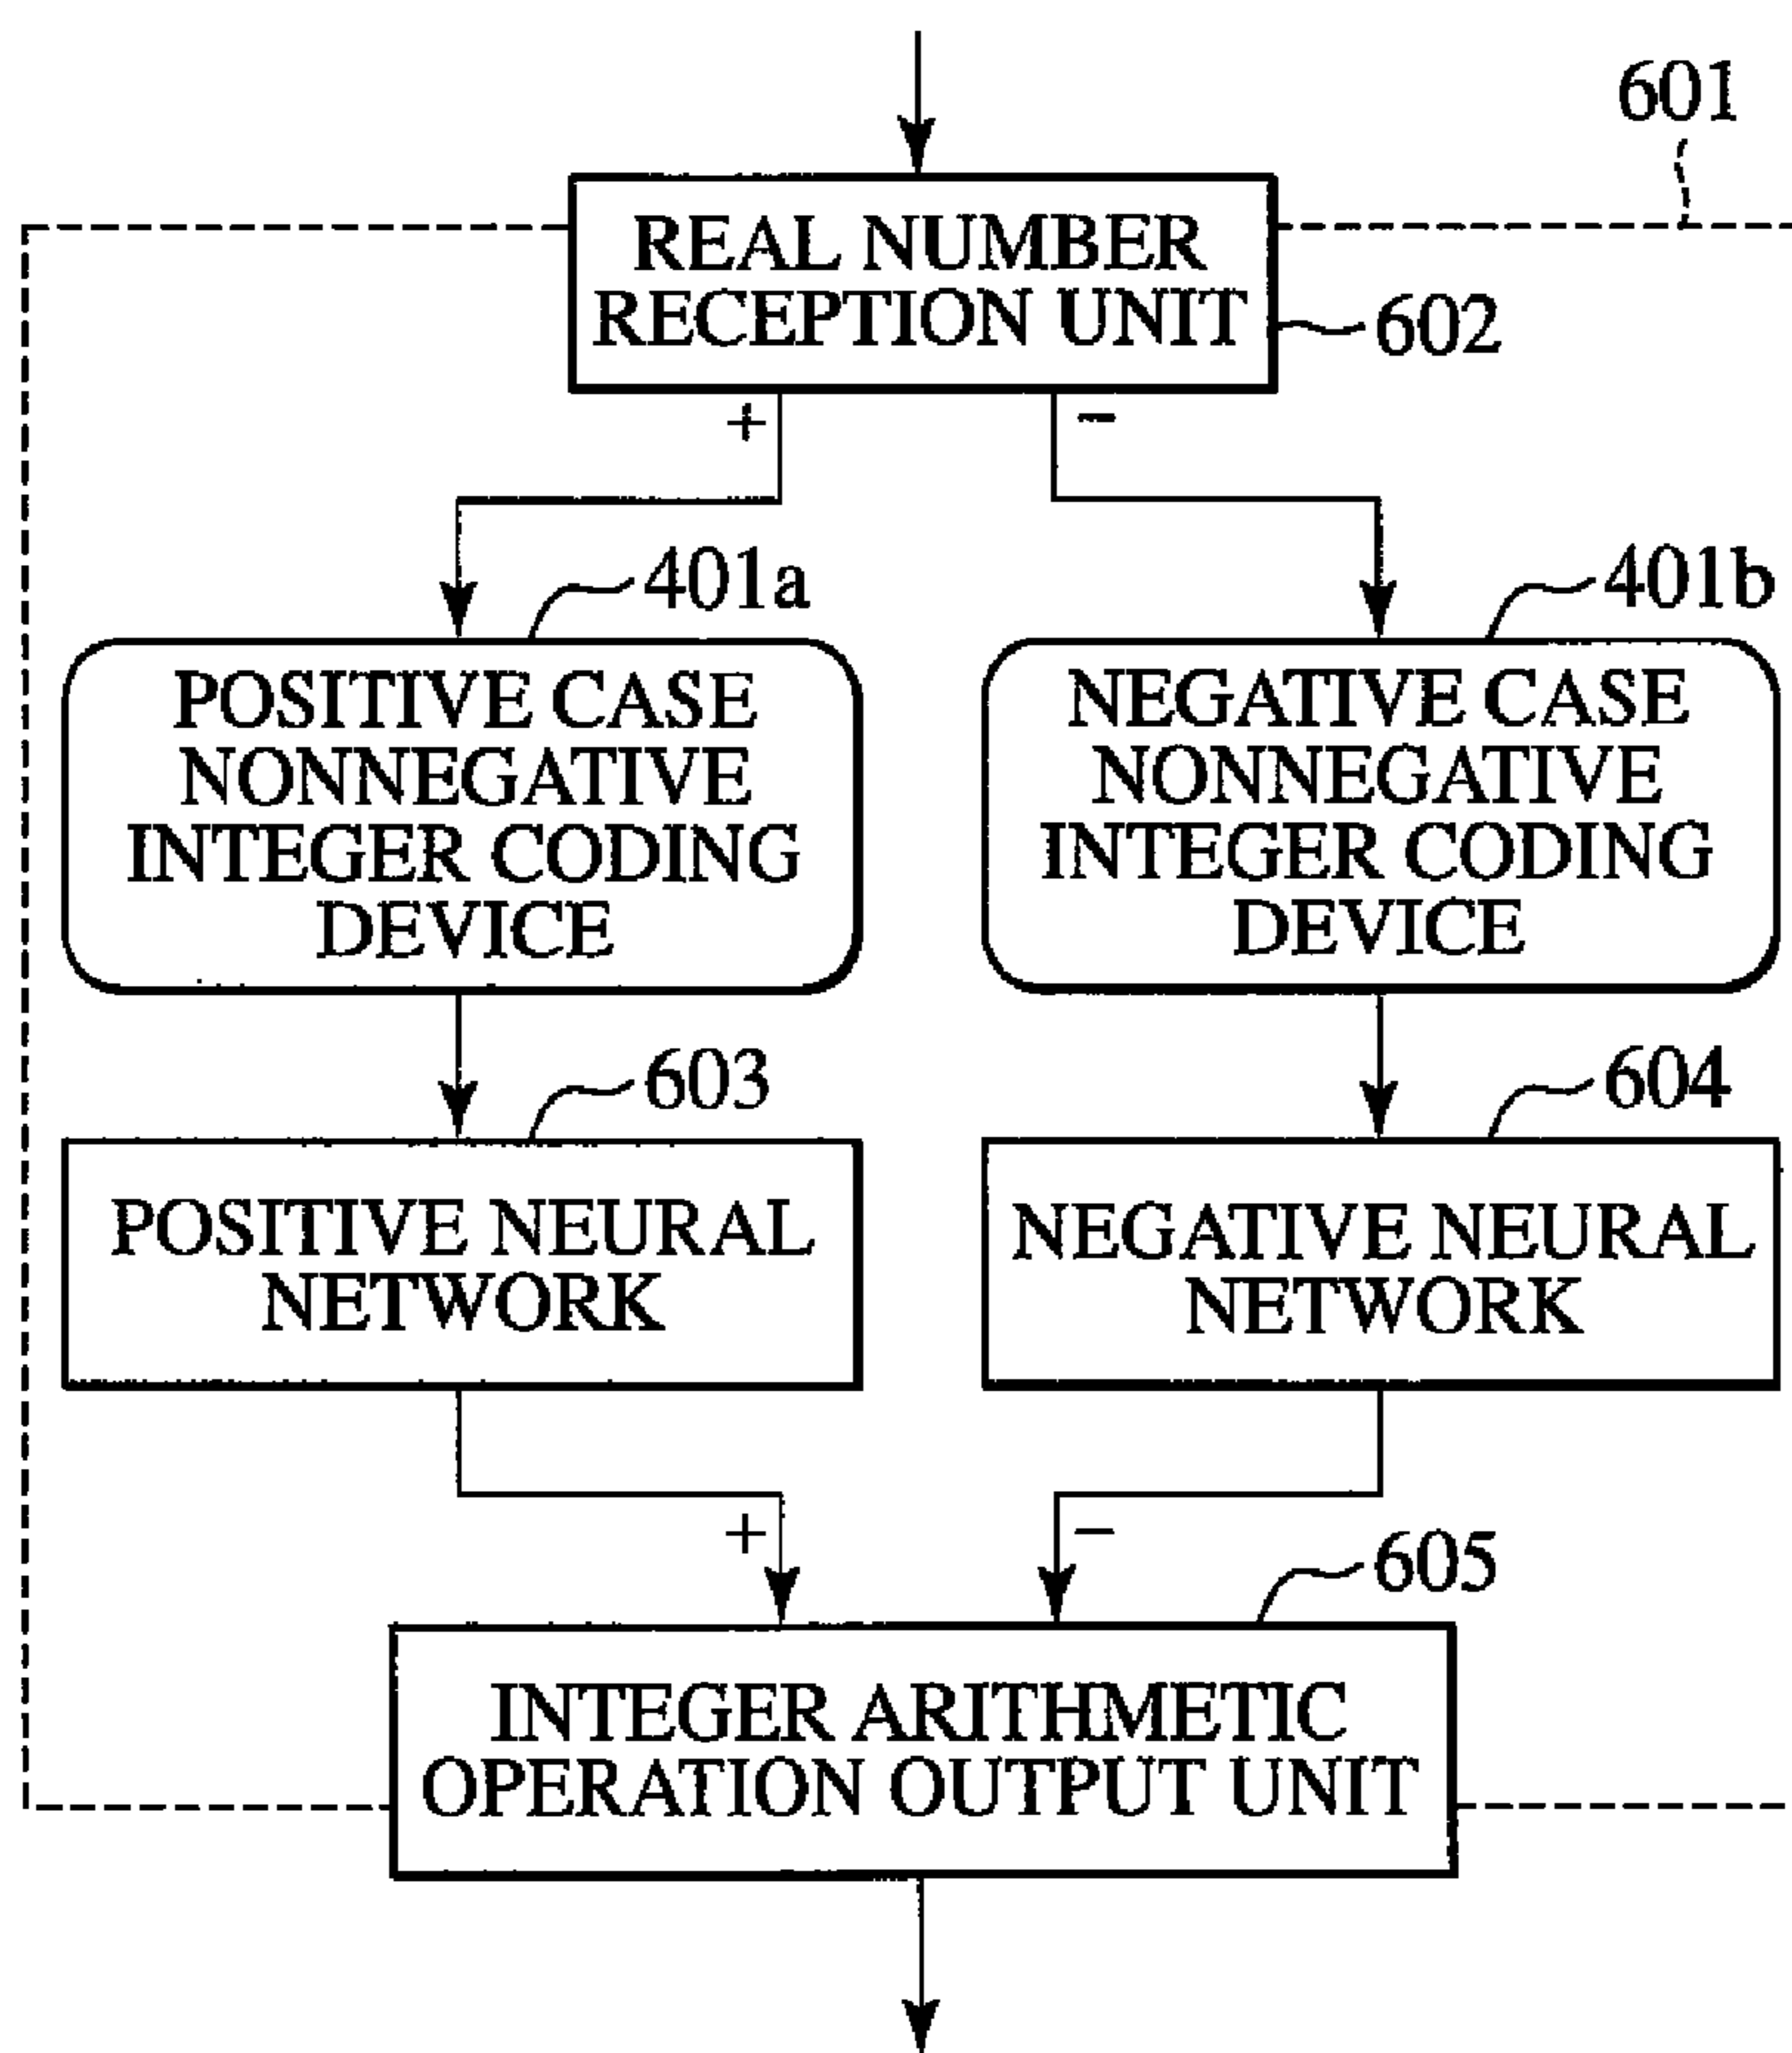 601
REAL NUMBER
RECEPTION UNIT
602
+
-
401a
401b
POSITIVE CASE
NONNEGATIVE
INTEGER CODING
DEVICE
NEGATIVE CASE
NONNEGATIVE
INTEGER CODING
DEVICE
603
604
POSITIVE NEURAL
NETWORK
NEGATIVE NEURAL
NETWORK
+
-
605
INTEGER ARITHMETIC
OPERATION OUTPUT UNIT